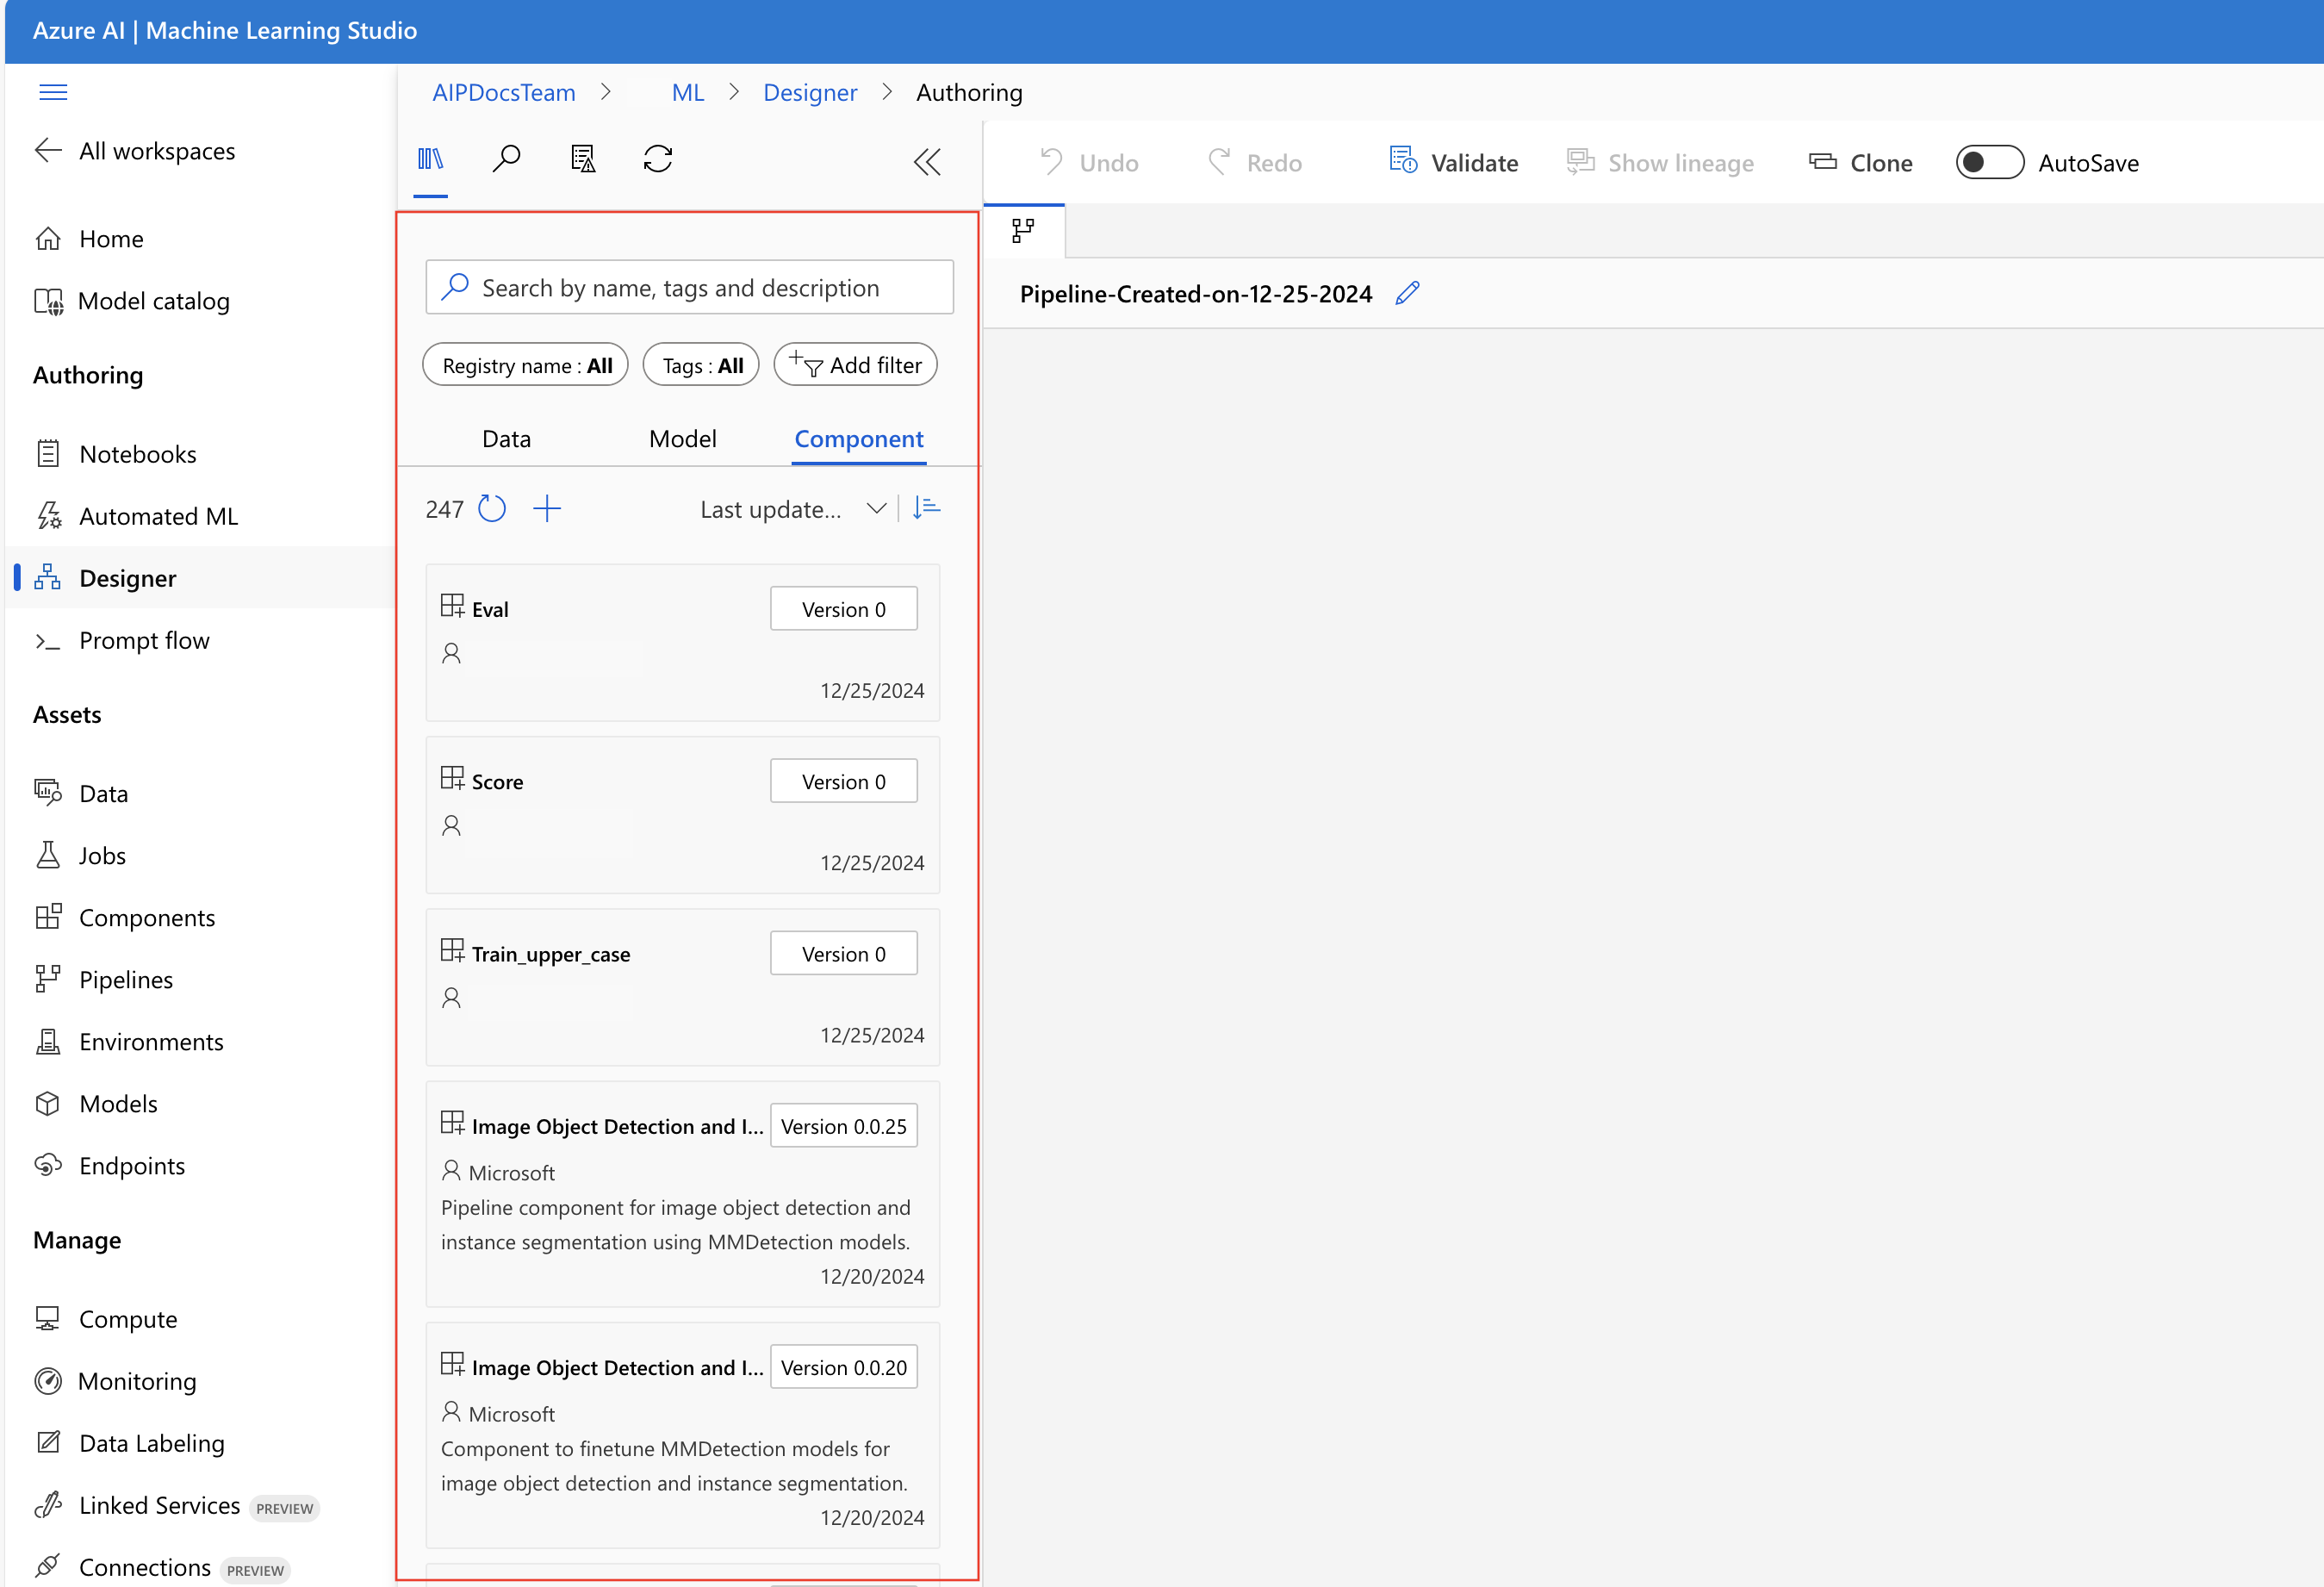 Azure AI | Machine Learning Studio
AIPDocsTeam > ML > Designer > Authoring
All workspaces
Home
Model catalog
Authoring
Notebooks
Automated ML
Designer
Prompt flow
Assets
Data
Jobs
Components
Pipelines
Environments
Models
Endpoints
Manage
Compute
Monitoring
Data Labeling
Linked Services PREVIEW
Connections PREVIEW
Search by name, tags and description
Registry name : All Tags : All Add filter
Data Model Component
247 Last update...
Eval Version 0
12/25/2024
Score Version 0
12/25/2024
Train_upper_case Version 0
12/25/2024
Image Object Detection and I... Version 0.0.25
Microsoft
Pipeline component for image object detection and
instance segmentation using MMDetection models.
12/20/2024
Image Object Detection and I... Version 0.0.20
Microsoft
Component to finetune MMDetection models for
image object detection and instance segmentation.
12/20/2024
Undo Redo Validate Show lineage Clone AutoSave
Pipeline-Created-on-12-25-2024